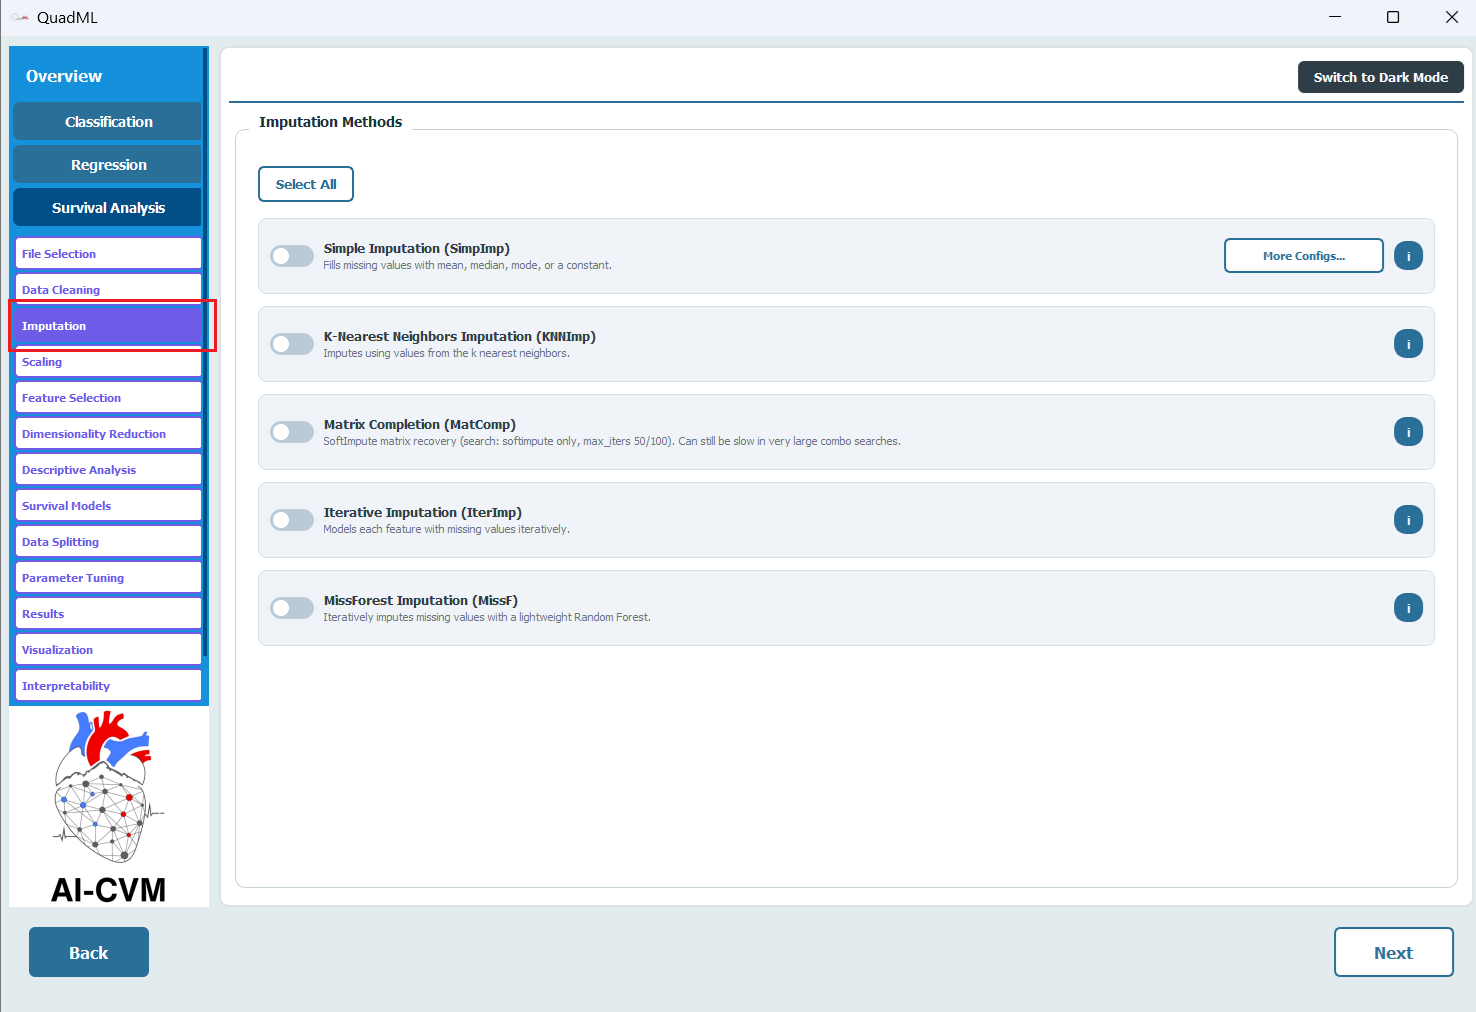 QuadML
Overview
Classification
Regression
Survival Analysis
File Selection
Data Cleaning
Imputation
Scaling
Feature Selection
Dimensionality Reduction
Descriptive Analysis
Survival Models
Data Splitting
Parameter Tuning
Results
Visualization
Interpretability
AI-CVM
Back
Switch to Dark Mode
Imputation Methods
Select All
Simple Imputation (SimpImp)
Fills missing values with mean, median, mode, or a constant.
More Configs...
i
K-Nearest Neighbors Imputation (KNNImp)
Imputes using values from the k nearest neighbors.
i
Matrix Completion (MatComp)
SoftImpute matrix recovery (search: softimpute only, max_iters 50/100). Can still be slow in very large combo searches.
i
Iterative Imputation (IterImp)
Models each feature with missing values iteratively.
i
MissForest Imputation (MissF)
Iteratively imputes missing values with a lightweight Random Forest.
i
Next